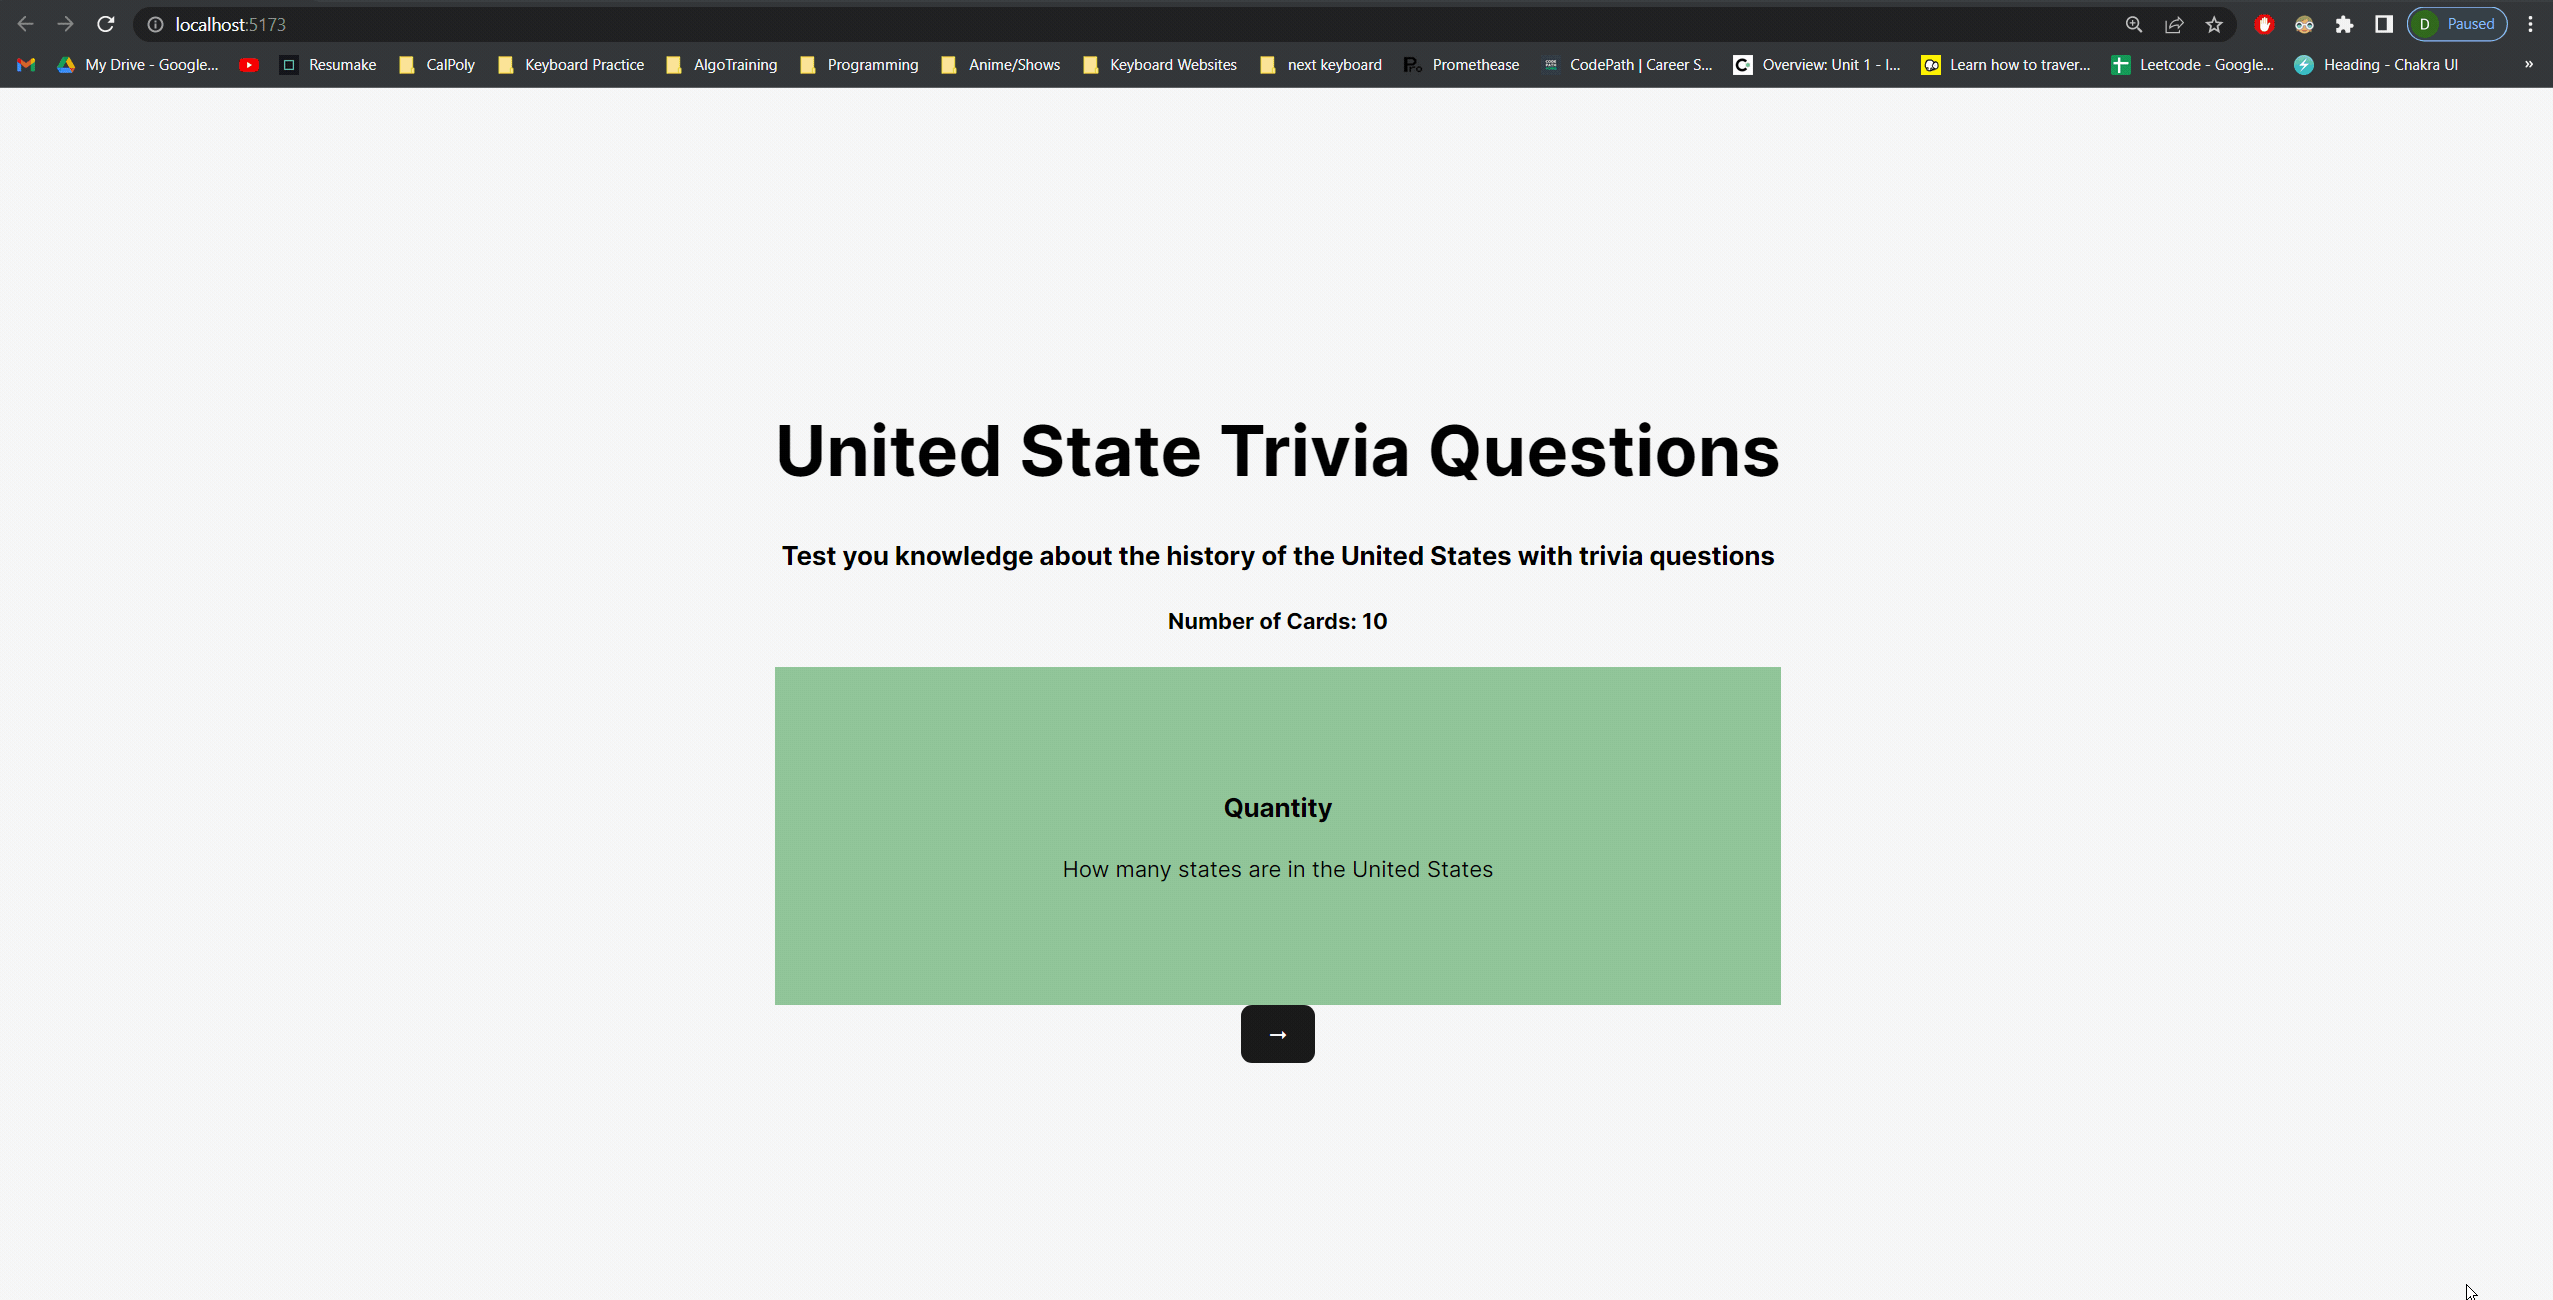 localhost:5173
D Paused
My Drive - Google... Resumake CalPoly Keyboard Practice AlgoTraining Programming Anime/Shows Keyboard Websites next keyboard Promethease CodePath | Career S... Overview: Unit 1 - I... Learn how to traver... Leetcode - Google... Heading - Chakra UI »
United State Trivia Questions
Test you knowledge about the history of the United States with trivia questions
Number of Cards: 10
Quantity
How many states are in the United States
→